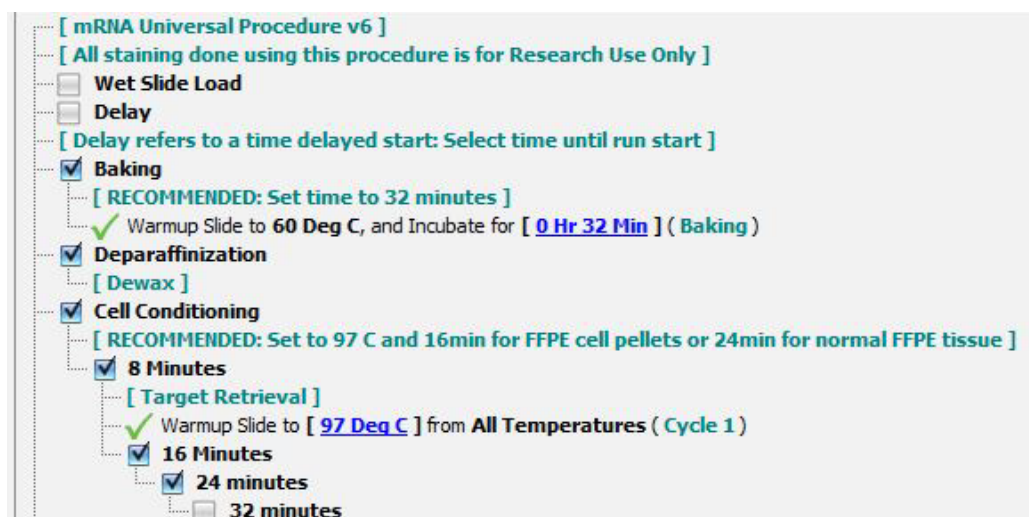 [ mRNA Universal Procedure v6 ]
[ All staining done using this procedure is for Research Use Only ]
Wet Slide Load
Delay
[ Delay refers to a time delayed start: Select time until run start ]
Baking
[ RECOMMENDED: Set time to 32 minutes ]
Warmup Slide to 60 Deg C, and Incubate for [ 0 Hr 32 Min ] ( Baking )
Deparaffinization
[ Dewax ]
Cell Conditioning
[ RECOMMENDED: Set to 97 C and 16min for FFPE cell pellets or 24min for normal FFPE tissue ]
8 Minutes
[ Target Retrieval ]
Warmup Slide to [ 97 Deg C ] from All Temperatures ( Cycle 1 )
16 Minutes
24 minutes
32 minutes